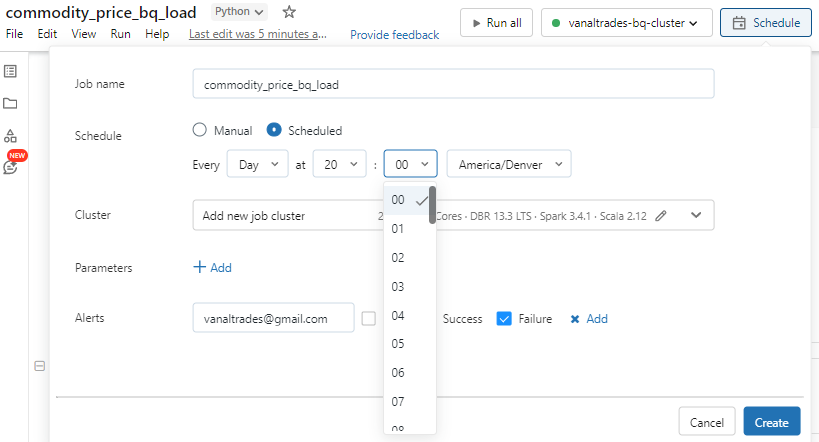 commodity_price_bq_load Python
File Edit View Run Help Last edit was 5 minutes a... Provide feedback
Run all
vanaltrades-bq-cluster
Schedule
NEW
Job name
commodity_price_bq_load
Schedule
Manual Scheduled
Every Day at 20 : 00 America/Denver
00
01
02
03
04
05
06
07
08
Cluster
Add new job cluster 2 Cores · DBR 13.3 LTS · Spark 3.4.1 · Scala 2.12
Parameters
+ Add
Alerts
vanaltrades@gmail.com Success Failure Add
Cancel Create